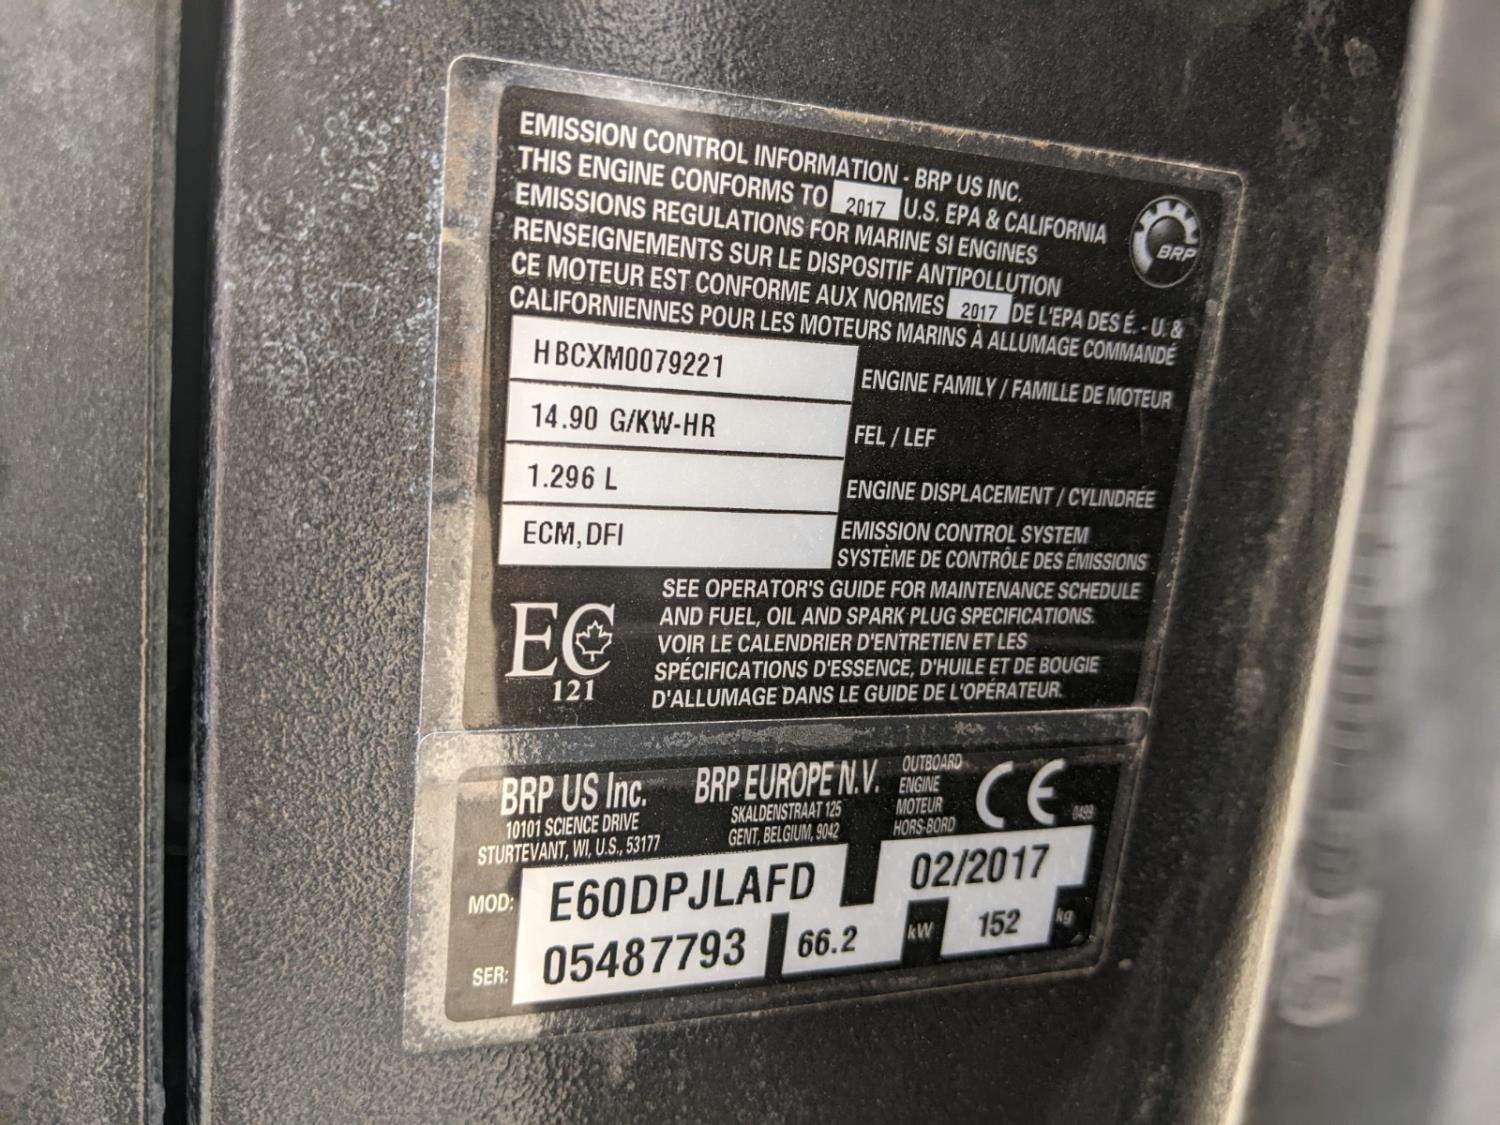 EMISSION CONTROL INFORMATION - BRP US INC.
THIS ENGINE CONFORMS TO 2017 U.S. EPA & CALIFORNIA
EMISSIONS REGULATIONS FOR MARINE SI ENGINES
RENSEIGNEMENTS SUR LE DISPOSITIF ANTIPOLLUTION
CE MOTEUR EST CONFORME AUX NORMES 2017 DE L'EPA DES É.-U. &
CALIFORNIENNES POUR LES MOTEURS MARINS À ALLUMAGE COMMANDÉ
BRP
HBCXM0079221 ENGINE FAMILY / FAMILLE DE MOTEUR
14.90 G/KW-HR FEL / LEF
1.296 L ENGINE DISPLACEMENT / CYLINDRÉE
ECM, DFI EMISSION CONTROL SYSTEM
SYSTÈME DE CONTRÔLE DES ÉMISSIONS
SEE OPERATOR'S GUIDE FOR MAINTENANCE SCHEDULE
AND FUEL, OIL AND SPARK PLUG SPECIFICATIONS.
VOIR LE CALENDRIER D'ENTRETIEN ET LES
SPÉCIFICATIONS D'ESSENCE, D'HUILE ET DE BOUGIE
D'ALLUMAGE DANS LE GUIDE DE L'OPÉRATEUR.
EC
121
BRP US Inc.
10101 SCIENCE DRIVE
STURTEVANT, WI, U.S., 53177
BRP EUROPE N.V.
SKALDENSTRAAT 125
GENT, BELGIUM, 9042
OUTBOARD
ENGINE
MOTEUR
HORS-BORD
CE 0499
MOD: E60DPJLAFD 02/2017
SER: 05487793 66.2 kW 152 kg